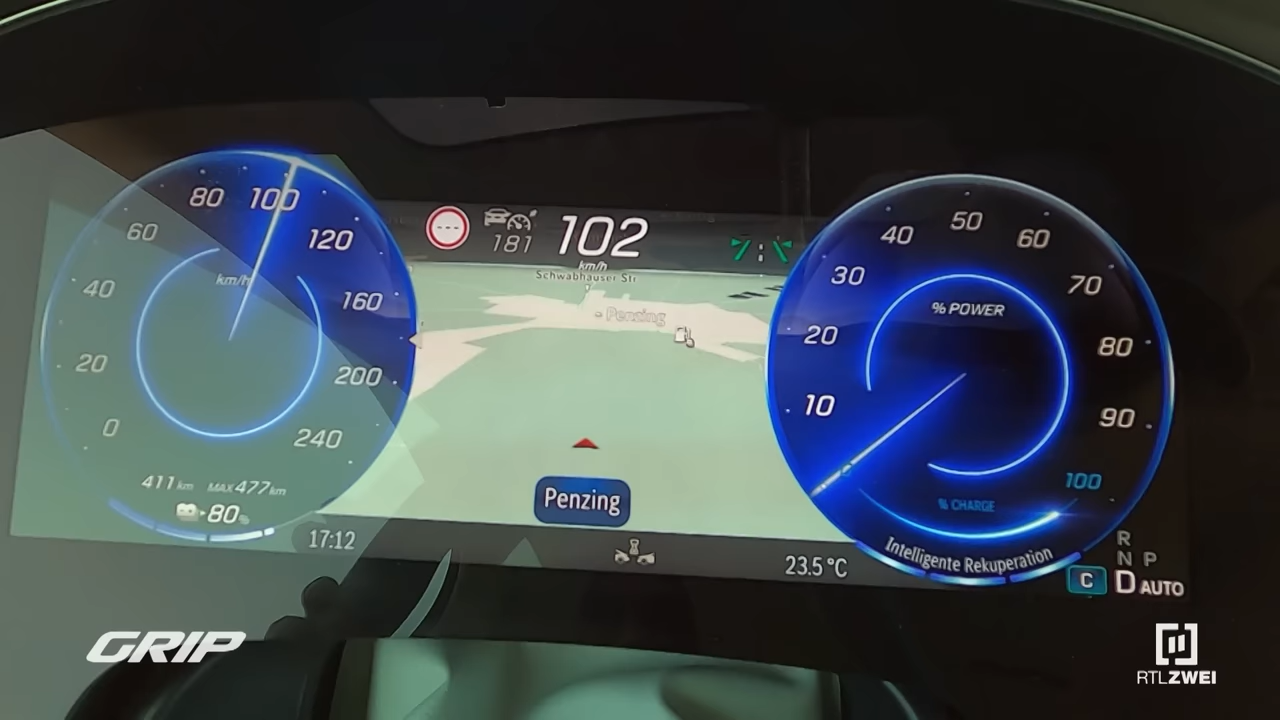 80 100
60 120
km/h
40 160
20 200
0 240
411 km MAX 477 km
80 %
17:12
181 102
km/h
Schwabhauser Str
Penzing
Penzing
23.5 °C
50
40 60
30 70
% POWER
20 80
10 90
100
% CHARGE
Intelligente Rekuperation
R
N P
C D AUTO
GRIP
RTLZWEI